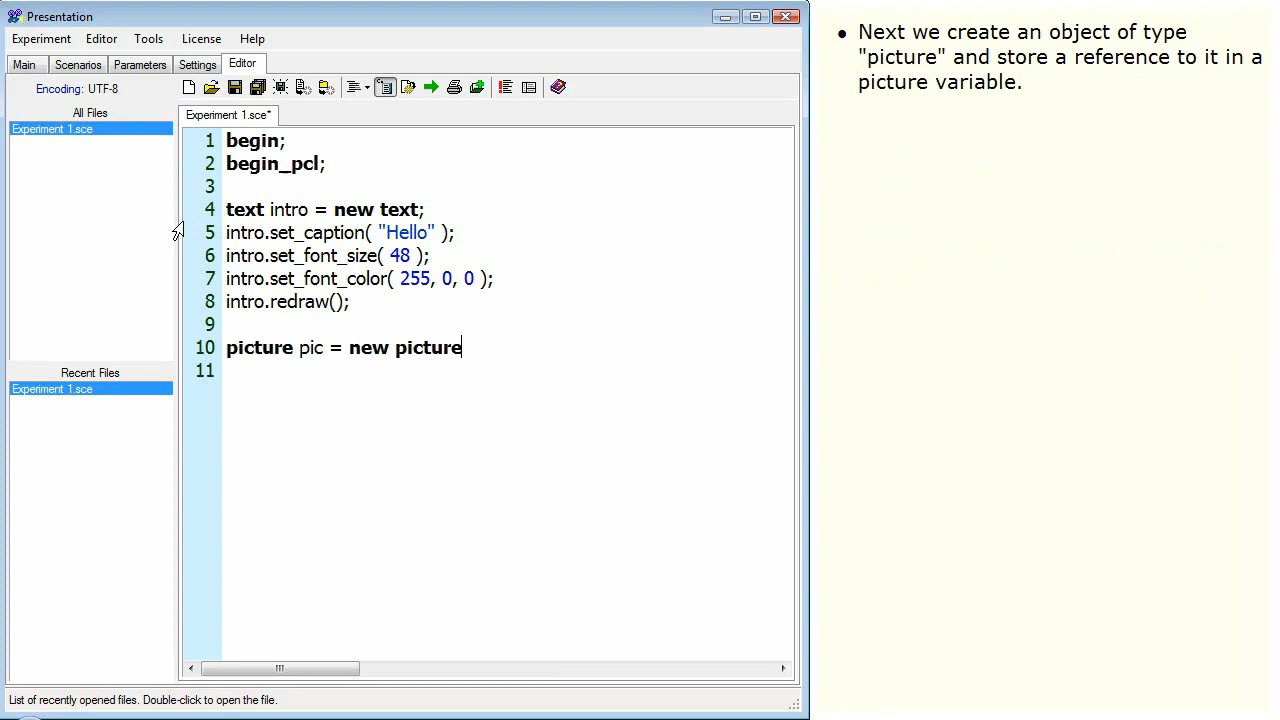 Presentation
Experiment Editor Tools License Help
Main Scenarios Parameters Settings Editor
Encoding: UTF-8
All Files
Experiment 1.sce
Recent Files
Experiment 1.sce
Experiment 1.sce*
1 begin;
2 begin_pcl;
3
4 text intro = new text;
5 intro.set_caption( "Hello" );
6 intro.set_font_size( 48 );
7 intro.set_font_color( 255, 0, 0 );
8 intro.redraw();
9
10 picture pic = new picture
11
List of recently opened files. Double-click to open the file.
• Next we create an object of type
"picture" and store a reference to it in a
picture variable.